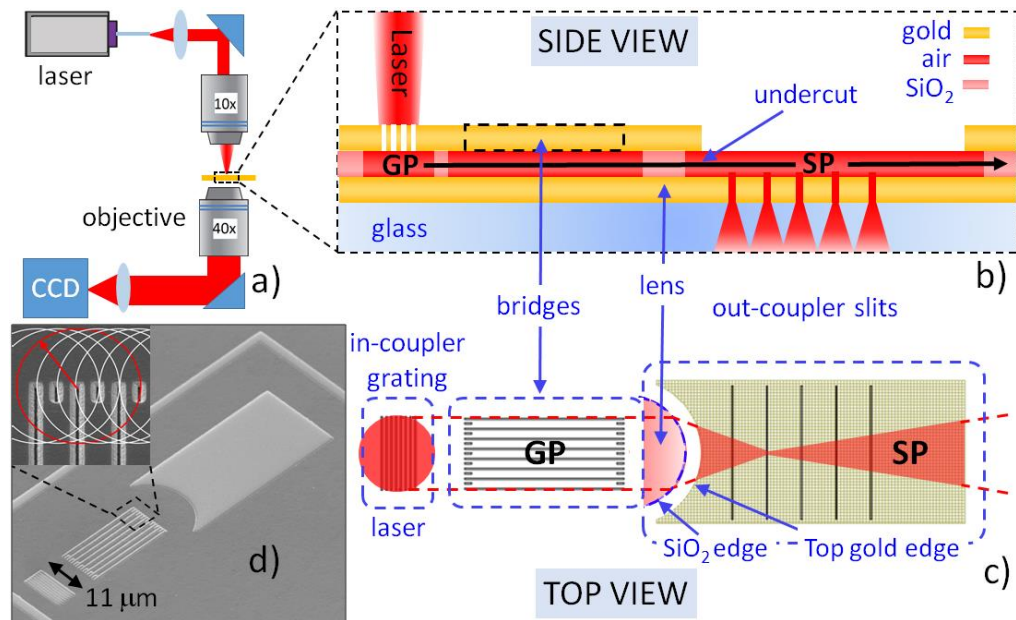 laser
10x
objective
40x
CCD
a)
Laser
SIDE VIEW
gold
air
SiO2
undercut
GP
SP
glass
b)
bridges
lens
out-coupler slits
in-coupler
grating
GP
SP
laser
SiO2 edge
Top gold edge
c)
TOP VIEW
d)
11 μm